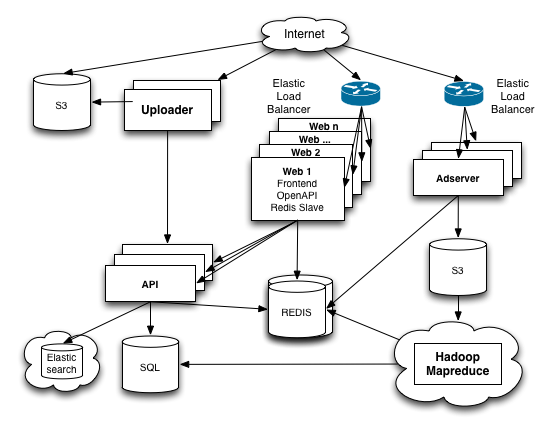 Internet
S3
Uploader
Elastic
Load
Balancer
Elastic
Load
Balancer
Web n
Web ...
Web 2
Web 1
Frontend
OpenAPI
Redis Slave
Adserver
API
REDIS
S3
Elastic
search
SQL
Hadoop
Mapreduce